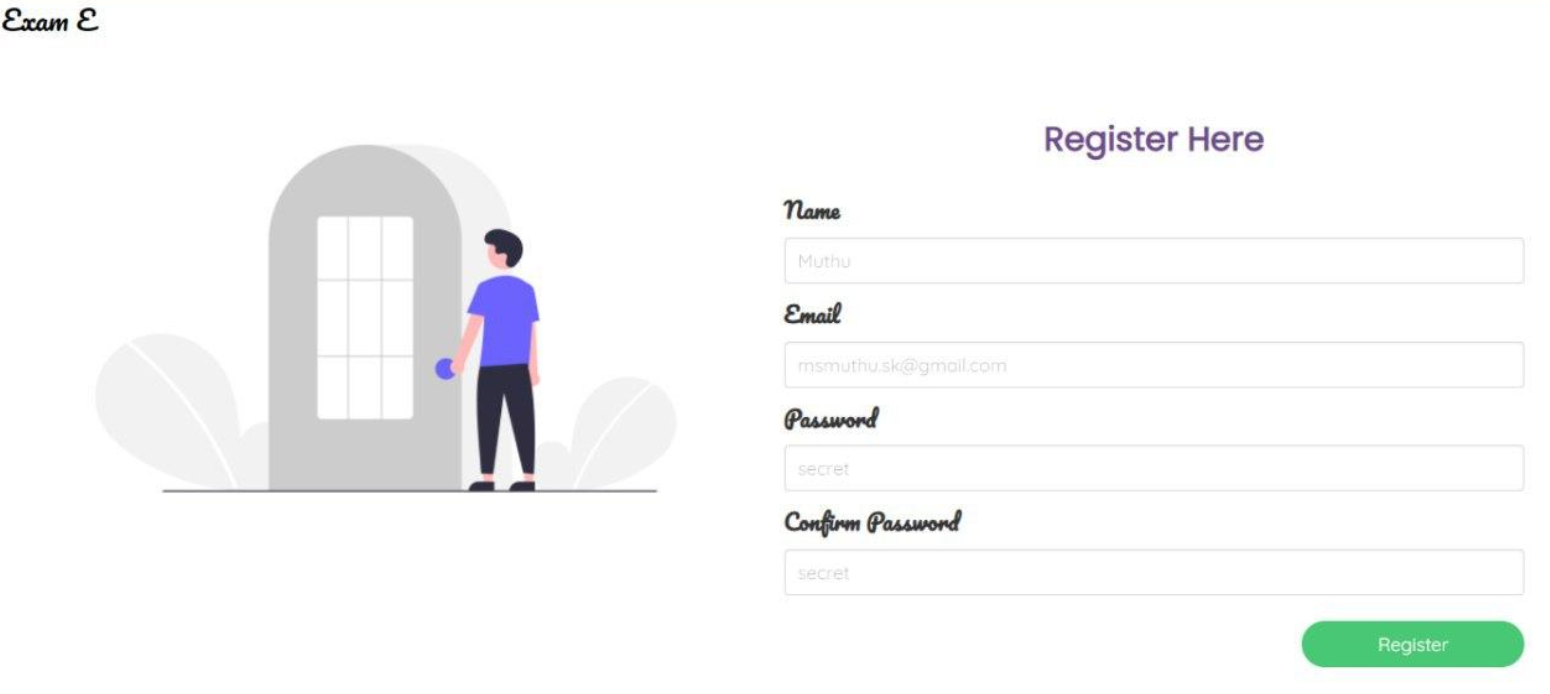 Exam E
Register Here
Name
Muthu
Email
msmuthu.sk@gmail.com
Password
secret
Confirm Password
secret
Register